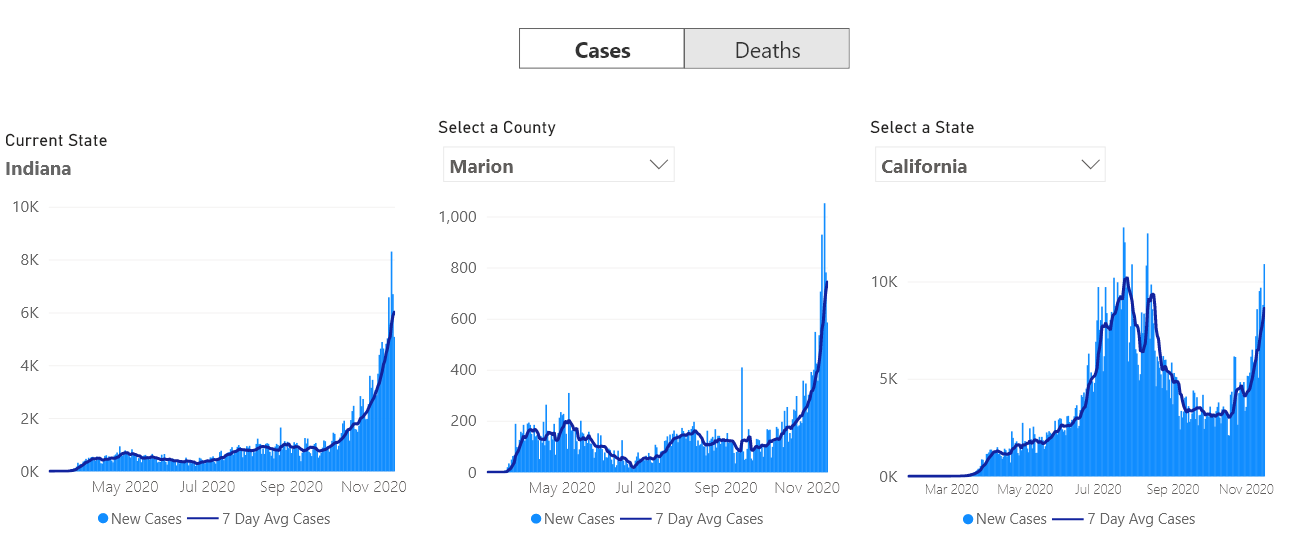 Cases Deaths
Current State
Indiana
10K
8K
6K
4K
2K
0K
May 2020 Jul 2020 Sep 2020 Nov 2020
New Cases 7 Day Avg Cases
Select a County
Marion
1,000
800
600
400
200
0
May 2020 Jul 2020 Sep 2020 Nov 2020
New Cases 7 Day Avg Cases
Select a State
California
10K
5K
0K
Mar 2020 May 2020 Jul 2020 Sep 2020 Nov 2020
New Cases 7 Day Avg Cases